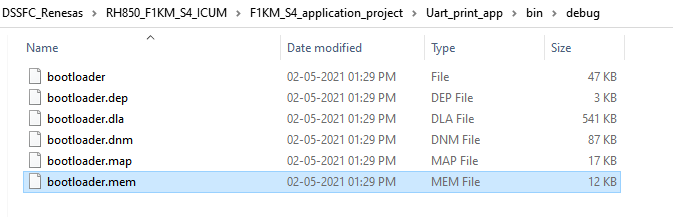 DSSFC_Renesas > RH850_F1KM_S4_ICUM > F1KM_S4_application_project > Uart_print_app > bin > debug
Name Date modified Type Size
bootloader 02-05-2021 01:29 PM File 47 KB
bootloader.dep 02-05-2021 01:29 PM DEP File 3 KB
bootloader.dla 02-05-2021 01:29 PM DLA File 541 KB
bootloader.dnm 02-05-2021 01:29 PM DNM File 87 KB
bootloader.map 02-05-2021 01:29 PM MAP File 17 KB
bootloader.mem 02-05-2021 01:29 PM MEM File 12 KB